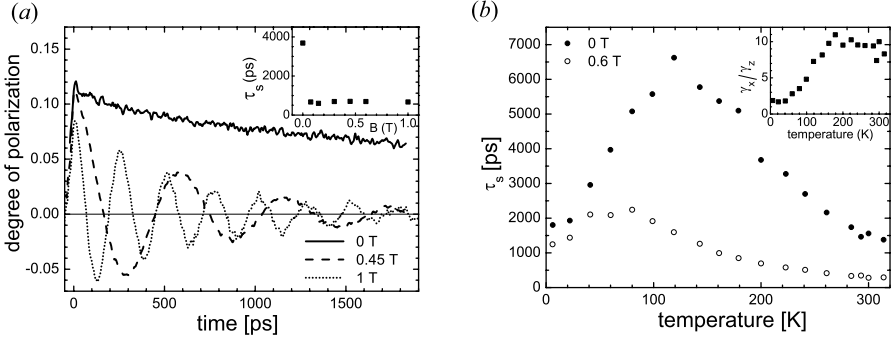 (a)
degree of polarization
0.15
0.10
0.05
0.00
-0.05
0
500
1000
1500
time [ps]
0 T
0.45 T
1 T
τs (ps)
4000
2000
0
0.0
0.5
1.0
B (T)
(b)
τs [ps]
7000
6000
5000
4000
3000
2000
1000
0
0
100
200
300
temperature [K]
0 T
0.6 T
γx/γz
10
5
0
0
100
200
300
temperature (K)